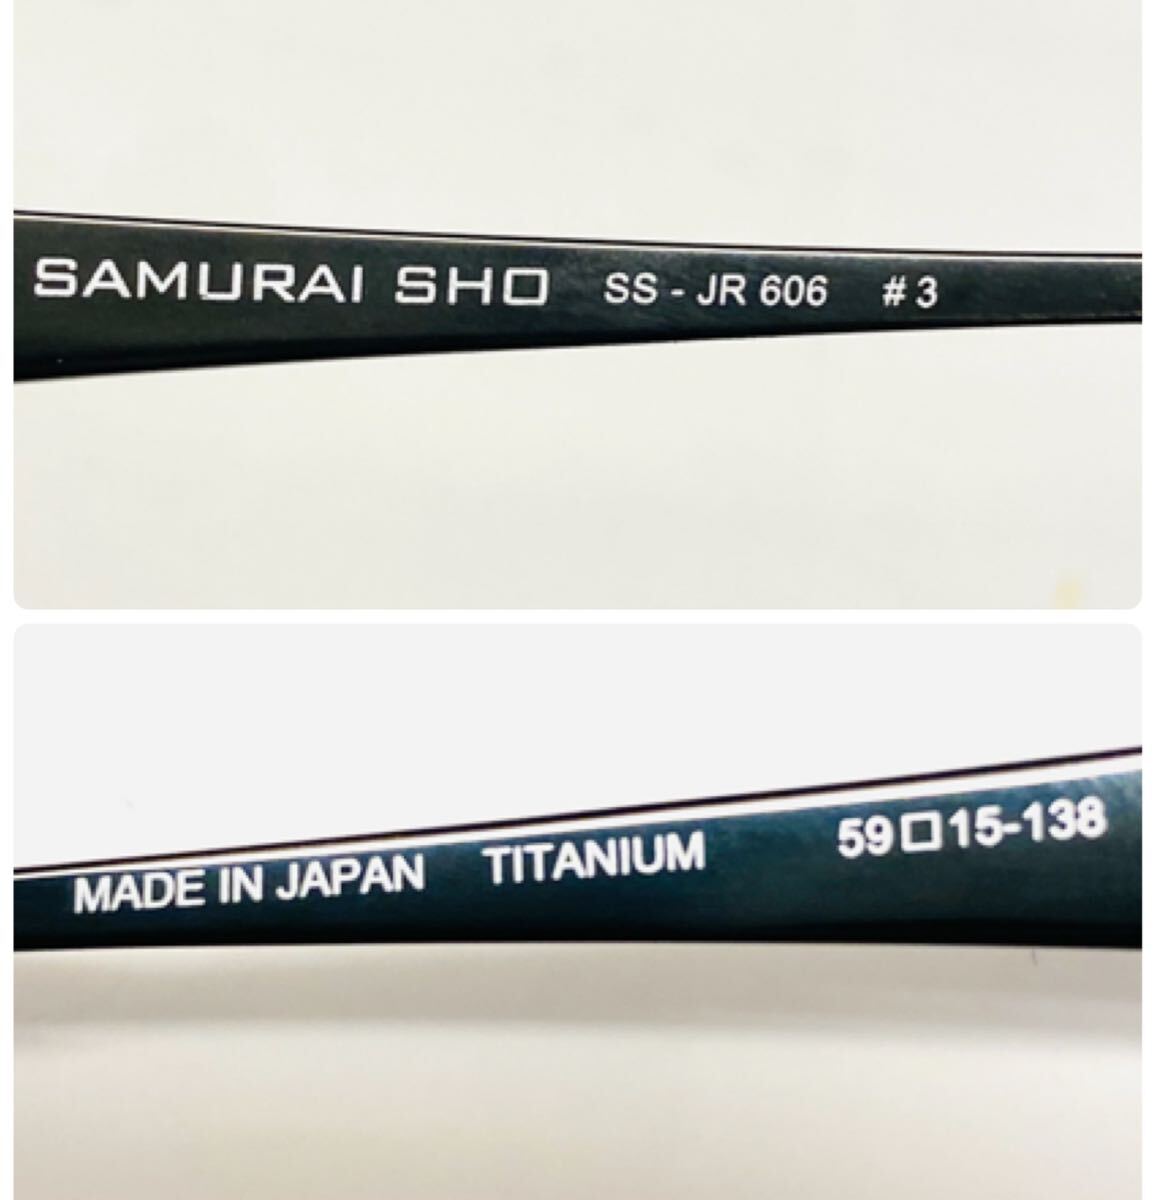 SAMURAI SHO SS - JR 606 # 3
MADE IN JAPAN TITANIUM 59□15-138